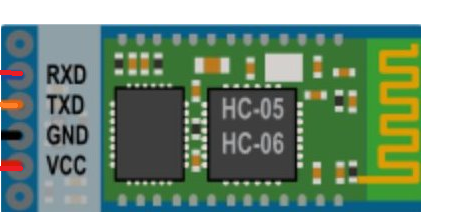 RXD
TXD
GND
VCC
HC-05
HC-06